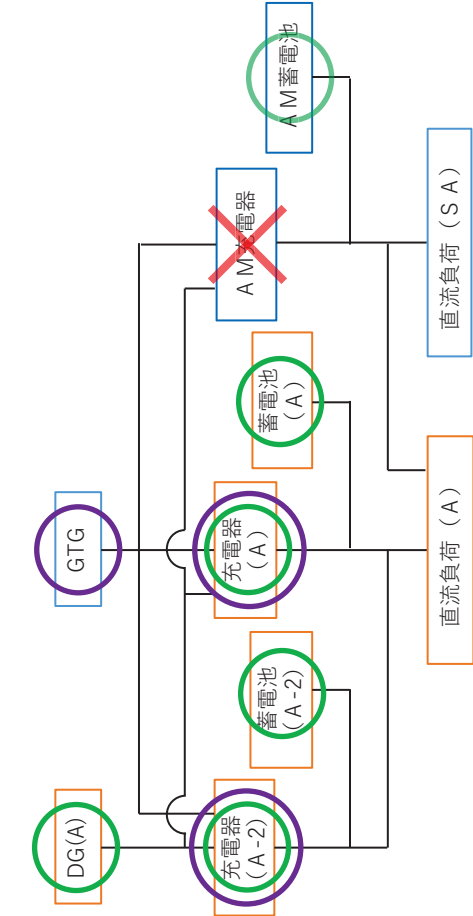 DG(A)
GTG
充電器
(A-2)
蓄電池
(A-2)
充電器
(A)
蓄電池
(A)
AM充電器
AM蓄電池
直流負荷 (A)
直流負荷 (SA)